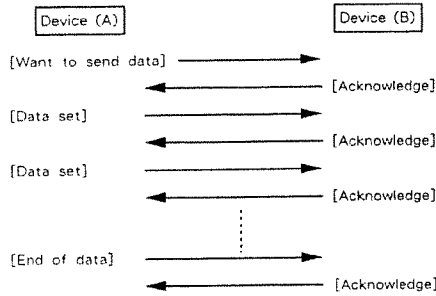 Device (A) Device (B)
[Want to send data]
[Acknowledge]
[Data set]
[Acknowledge]
[Data set]
[Acknowledge]
[End of data]
[Acknowledge]